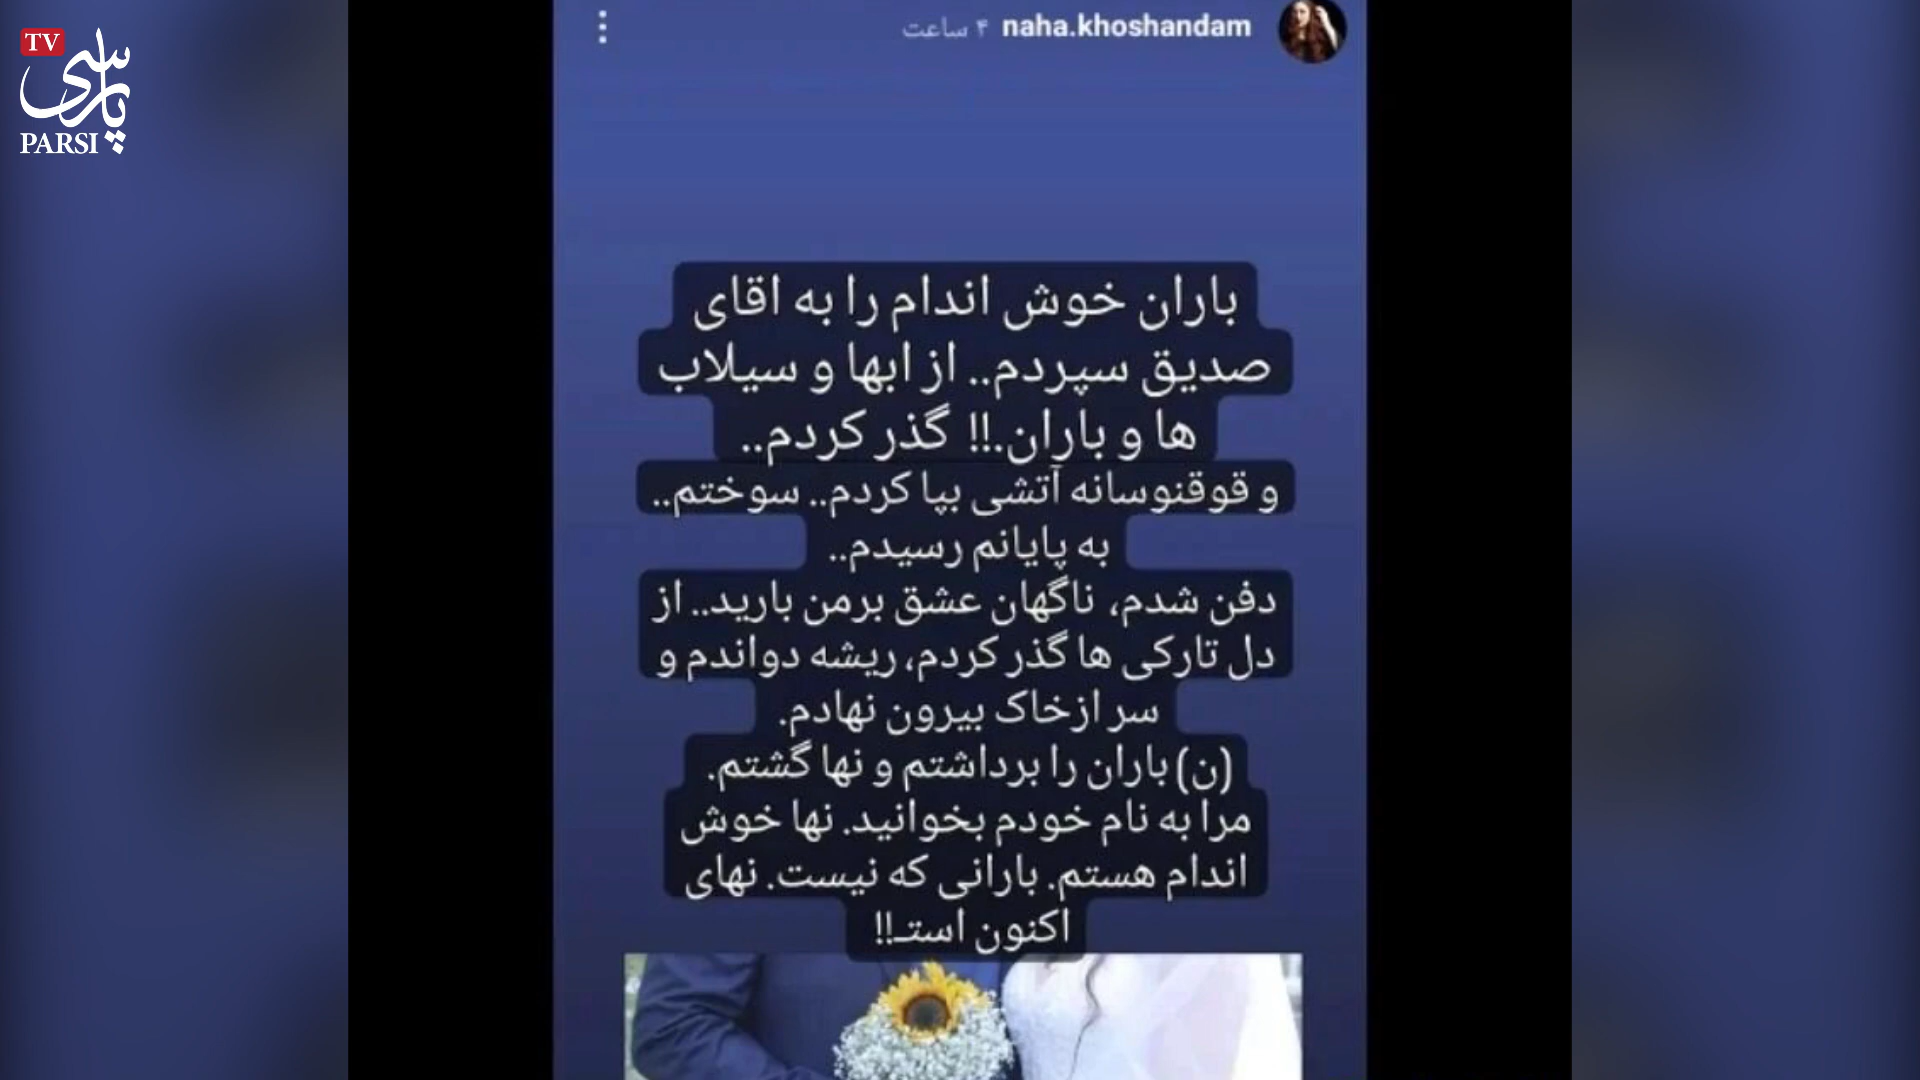 TV
پارسی
PARSI
naha.khoshandam ۴ ساعت
باران خوش اندام را به اقای
صدیق سپردم.. از ابها و سیلاب
ها و باران.!! گذر کردم..
و قوقنوسانه آتشی بپا کردم.. سوختم..
به پایانم رسیدم..
دفن شدم، ناگهان عشق برمن بارید.. از
دل تارکی ها گذر کردم، ریشه دواندم و
سر ازخاک بیرون نهادم.
(ن) باران را برداشتم و نها گشتم.
مرا به نام خودم بخوانید. نها خوش
اندام هستم. بارانی که نیست. نهای
اکنون استـ!!